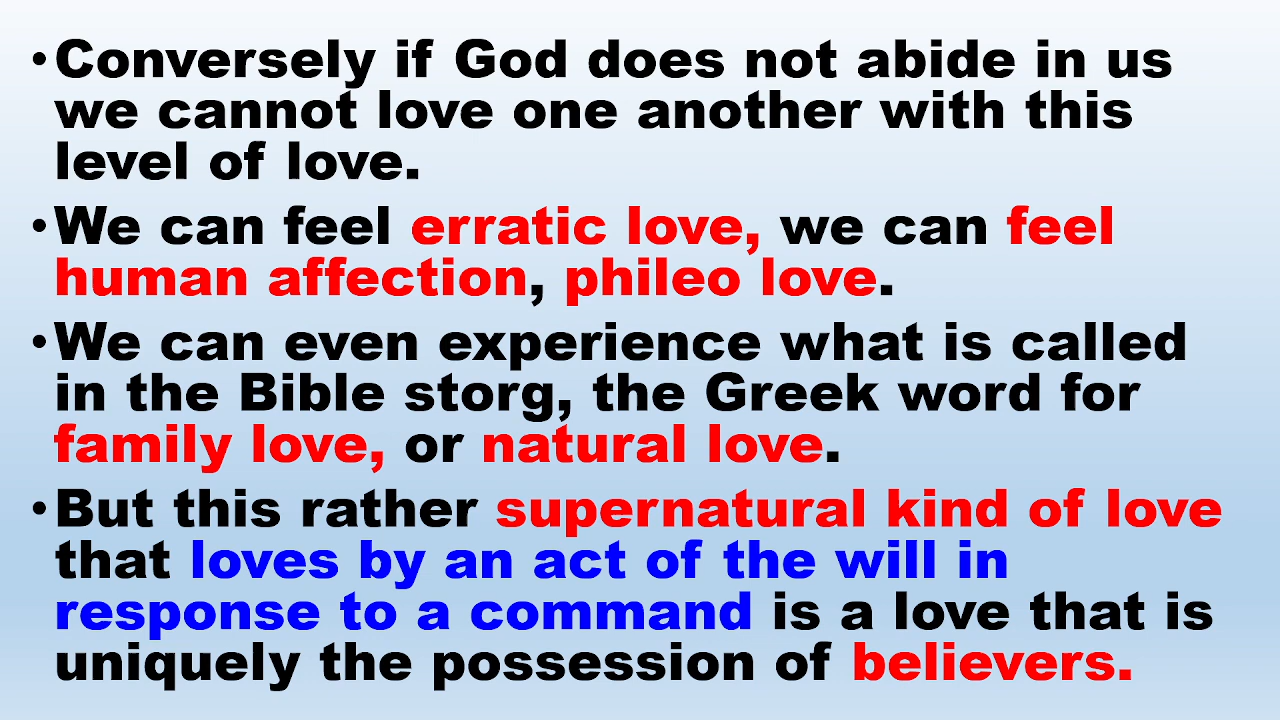 •Conversely if God does not abide in us
we cannot love one another with this
level of love.
•We can feel erratic love, we can feel
human affection, phileo love.
•We can even experience what is called
in the Bible storg, the Greek word for
family love, or natural love.
•But this rather supernatural kind of love
that loves by an act of the will in
response to a command is a love that is
uniquely the possession of believers.